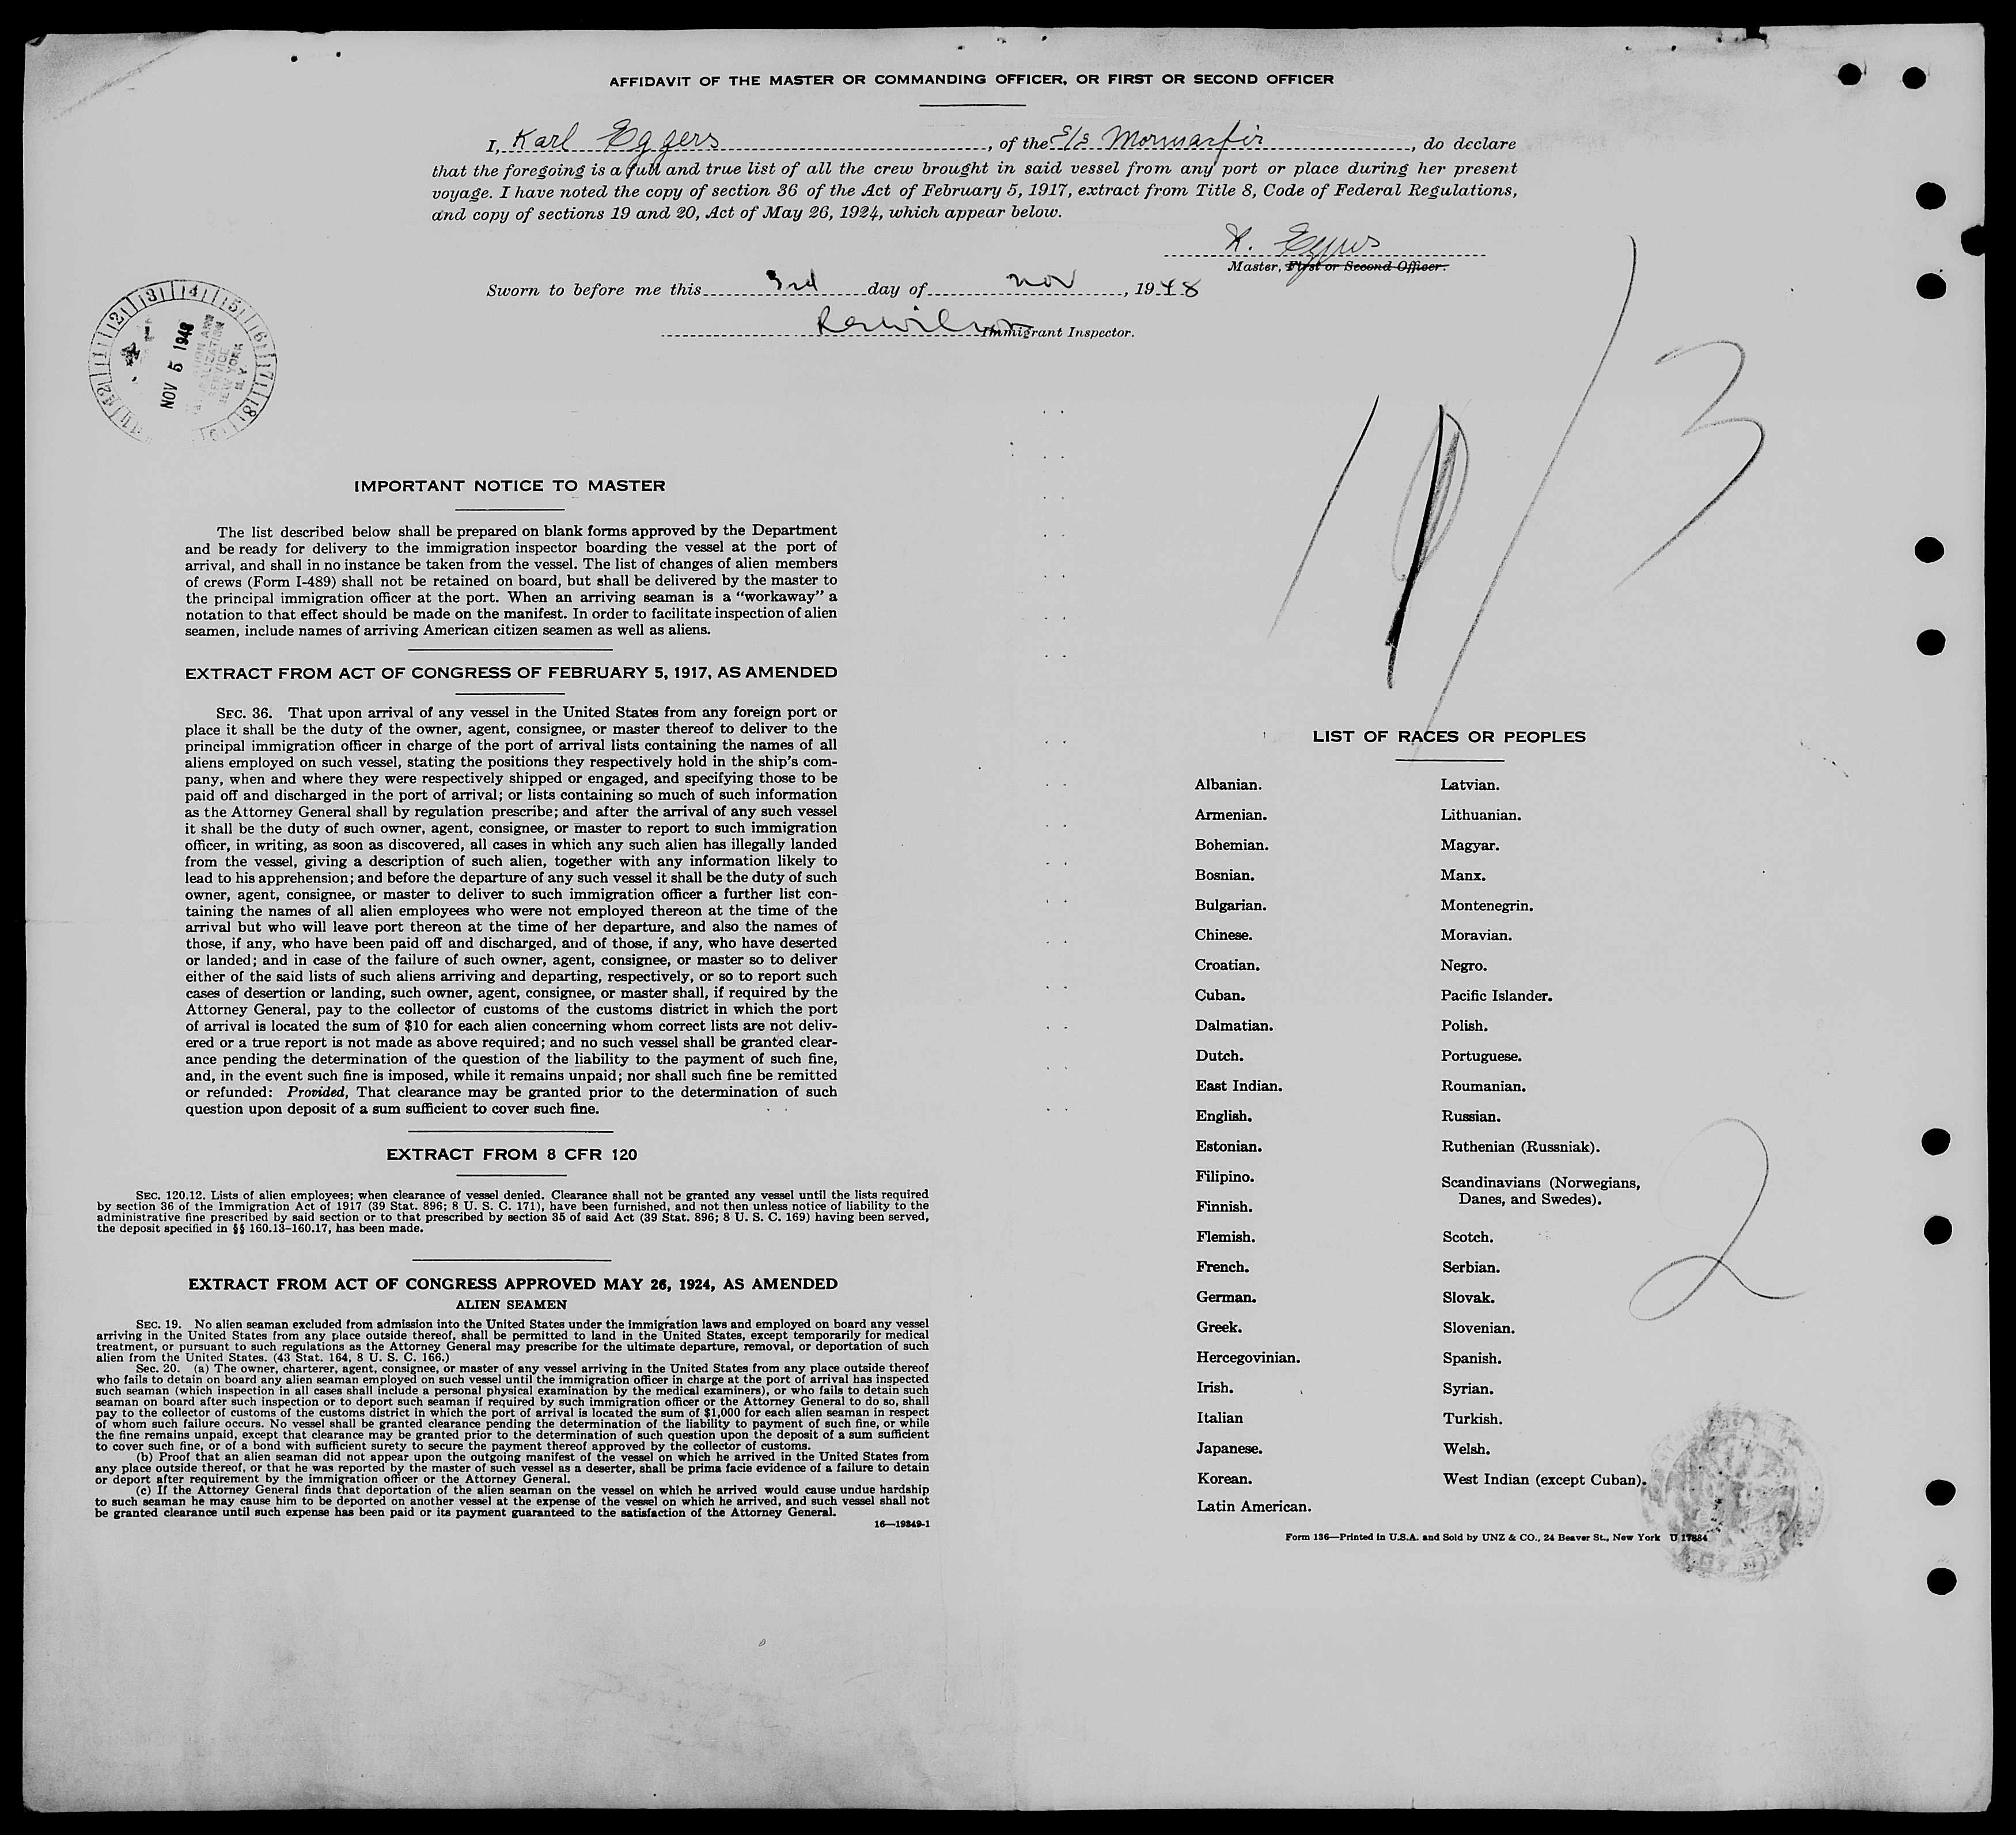 AFFIDAVIT OF THE MASTER OR COMMANDING OFFICER, OR FIRST OR SECOND OFFICER
I, Karl Eggers, of the S/S Mormarfir, do declare
that the foregoing is a full and true list of all the crew brought in said vessel from any port or place during her present
voyage. I have noted the copy of section 36 of the Act of February 5, 1917, extract from Title 8, Code of Federal Regulations,
and copy of sections 19 and 20, Act of May 26, 1924, which appear below.
K. Eggers
Master, First or Second Officer.
Sworn to before me this 3rd day of Nov, 1948
Immigrant Inspector.
NOV 5 1948
NEW YORK
N.Y.
10/3
IMPORTANT NOTICE TO MASTER
The list described below shall be prepared on blank forms approved by the Department
and be ready for delivery to the immigration inspector boarding the vessel at the port of
arrival, and shall in no instance be taken from the vessel. The list of changes of alien members
of crews (Form I-489) shall not be retained on board, but shall be delivered by the master to
the principal immigration officer at the port. When an arriving seaman is a "workaway" a
notation to that effect should be made on the manifest. In order to facilitate inspection of alien
seamen, include names of arriving American citizen seamen as well as aliens.
EXTRACT FROM ACT OF CONGRESS OF FEBRUARY 5, 1917, AS AMENDED
SEC. 36. That upon arrival of any vessel in the United States from any foreign port or
place it shall be the duty of the owner, agent, consignee, or master thereof to deliver to the
principal immigration officer in charge of the port of arrival lists containing the names of all
aliens employed on such vessel, stating the positions they respectively hold in the ship's com-
pany, when and where they were respectively shipped or engaged, and specifying those to be
paid off and discharged in the port of arrival; or lists containing so much of such information
as the Attorney General shall by regulation prescribe; and after the arrival of any such vessel
it shall be the duty of such owner, agent, consignee, or master to report to such immigration
officer, in writing, as soon as discovered, all cases in which any such alien has illegally landed
from the vessel, giving a description of such alien, together with any information likely to
lead to his apprehension; and before the departure of any such vessel it shall be the duty of such
owner, agent, consignee, or master to deliver to such immigration officer a further list con-
taining the names of all alien employees who were not employed thereon at the time of the
arrival but who will leave port thereon at the time of her departure, and also the names of
those, if any, who have been paid off and discharged, and of those, if any, who have deserted
or landed; and in case of the failure of such owner, agent, consignee, or master so to deliver
either of the said lists of such aliens arriving and departing, respectively, or so to report such
cases of desertion or landing, such owner, agent, consignee, or master shall, if required by the
Attorney General, pay to the collector of customs of the customs district in which the port
of arrival is located the sum of $10 for each alien concerning whom correct lists are not deliv-
ered or a true report is not made as above required; and no such vessel shall be granted clear-
ance pending the determination of the question of the liability to the payment of such fine,
and, in the event such fine is imposed, while it remains unpaid; nor shall such fine be remitted
or refunded: Provided, That clearance may be granted prior to the determination of such
question upon deposit of a sum sufficient to cover such fine.
EXTRACT FROM 8 CFR 120
SEC. 120.12. Lists of alien employees; when clearance of vessel denied. Clearance shall not be granted any vessel until the lists required
by section 36 of the Immigration Act of 1917 (39 Stat. 896; 8 U. S. C. 171), have been furnished, and not then unless notice of liability to the
administrative fine prescribed by said section or to that prescribed by section 35 of said Act (39 Stat. 896; 8 U. S. C. 169) having been served,
the deposit specified in §§ 160.13–160.17, has been made.
EXTRACT FROM ACT OF CONGRESS APPROVED MAY 26, 1924, AS AMENDED
ALIEN SEAMEN
SEC. 19. No alien seaman excluded from admission into the United States under the immigration laws and employed on board any vessel
arriving in the United States from any place outside thereof, shall be permitted to land in the United States, except temporarily for medical
treatment, or pursuant to such regulations as the Attorney General may prescribe for the ultimate departure, removal, or deportation of such
alien from the United States. (43 Stat. 164, 8 U. S. C. 166.)
Sec. 20. (a) The owner, charterer, agent, consignee, or master of any vessel arriving in the United States from any place outside thereof
who fails to detain on board any alien seaman employed on such vessel until the immigration officer in charge at the port of arrival has inspected
such seaman (which inspection in all cases shall include a personal physical examination by the medical examiners), or who fails to detain such
seaman on board after such inspection or to deport such seaman if required by such immigration officer or the Attorney General to do so, shall
pay to the collector of customs of the customs district in which the port of arrival is located the sum of $1,000 for each alien seaman in respect
of whom such failure occurs. No vessel shall be granted clearance pending the determination of the liability to payment of such fine, or while
the fine remains unpaid, except that clearance may be granted prior to the determination of such question upon the deposit of a sum sufficient
to cover such fine, or of a bond with sufficient surety to secure the payment thereof approved by the collector of customs.
(b) Proof that an alien seaman did not appear upon the outgoing manifest of the vessel on which he arrived in the United States from
any place outside thereof, or that he was reported by the master of such vessel as a deserter, shall be prima facie evidence of a failure to detain
or deport after requirement by the immigration officer or the Attorney General.
(c) If the Attorney General finds that deportation of the alien seaman on the vessel on which he arrived would cause undue hardship
to such seaman he may cause him to be deported on another vessel at the expense of the vessel on which he arrived, and such vessel shall not
be granted clearance until such expense has been paid or its payment guaranteed to the satisfaction of the Attorney General.
16—19849-1
LIST OF RACES OR PEOPLES
Albanian.
Armenian.
Bohemian.
Bosnian.
Bulgarian.
Chinese.
Croatian.
Cuban.
Dalmatian.
Dutch.
East Indian.
English.
Estonian.
Filipino.
Finnish.
Flemish.
French.
German.
Greek.
Hercegovinian.
Irish.
Italian
Japanese.
Korean.
Latin American.
Latvian.
Lithuanian.
Magyar.
Manx.
Montenegrin.
Moravian.
Negro.
Pacific Islander.
Polish.
Portuguese.
Roumanian.
Russian.
Ruthenian (Russniak).
Scandinavians (Norwegians,
Danes, and Swedes).
Scotch.
Serbian.
Slovak.
Slovenian.
Spanish.
Syrian.
Turkish.
Welsh.
West Indian (except Cuban).
2
Form 136—Printed in U.S.A. and Sold by UNZ & CO., 24 Beaver St., New York U 17884